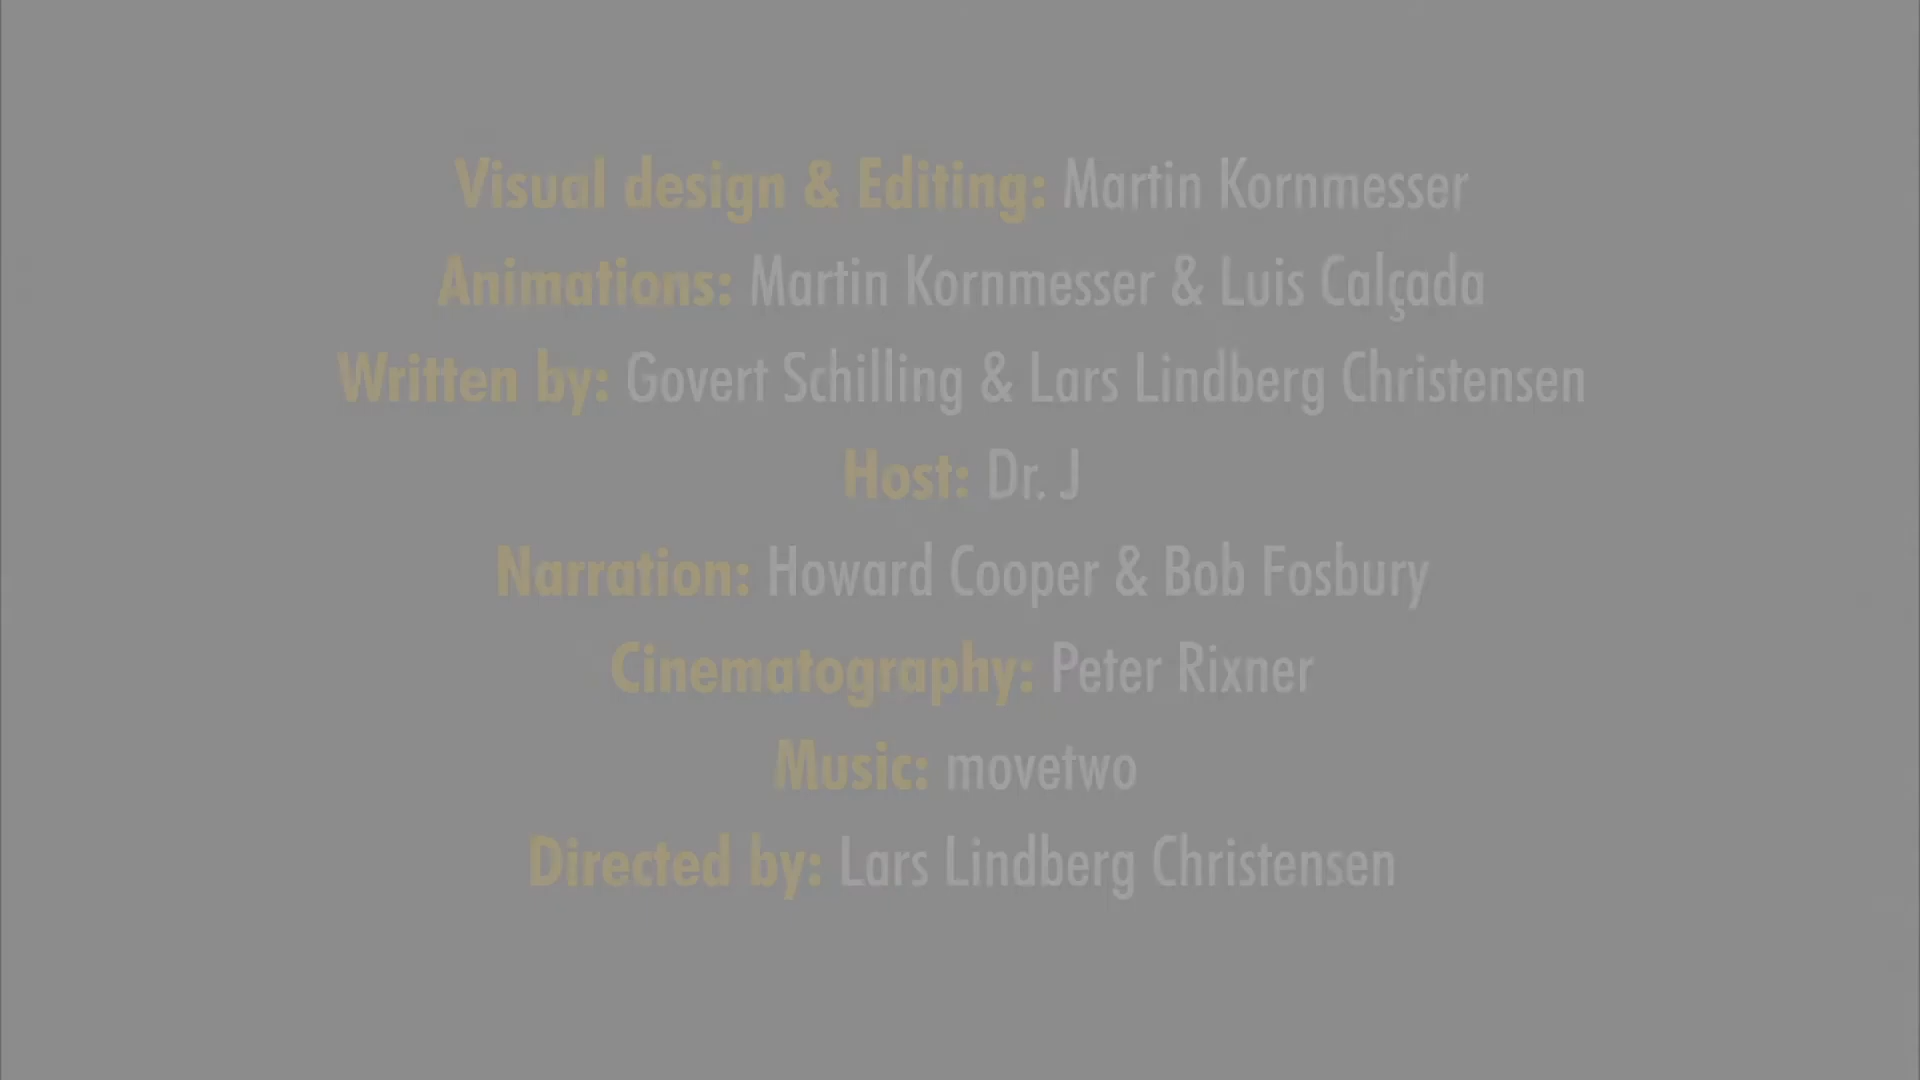 Visual design & Editing: Martin Kornmesser
Animations: Martin Kornmesser & Luis Calçada
Written by: Govert Schilling & Lars Lindberg Christensen
Host: Dr. J
Narration: Howard Cooper & Bob Fosbury
Cinematography: Peter Rixner
Music: movetwo
Directed by: Lars Lindberg Christensen